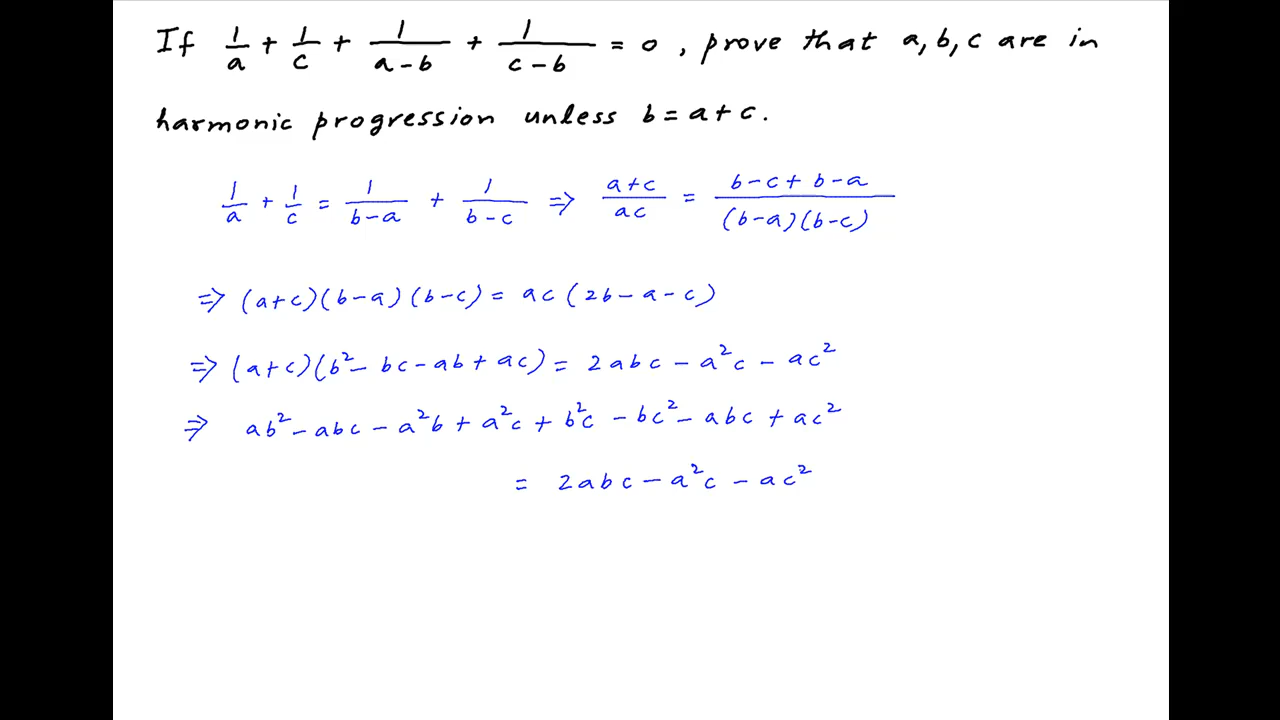 If 1/a + 1/c + 1/(a-b) + 1/(c-b) = 0, prove that a, b, c are in
harmonic progression unless b = a+c.
1/a + 1/c = 1/(b-a) + 1/(b-c) ⇒ (a+c)/(ac) = (b-c+b-a)/((b-a)(b-c))
⇒ (a+c)(b-a)(b-c) = ac(2b-a-c)
⇒ (a+c)(b² - bc - ab + ac) = 2abc - a²c - ac²
⇒ ab² - abc - a²b + a²c + b²c - bc² - abc + ac²
= 2abc - a²c - ac²